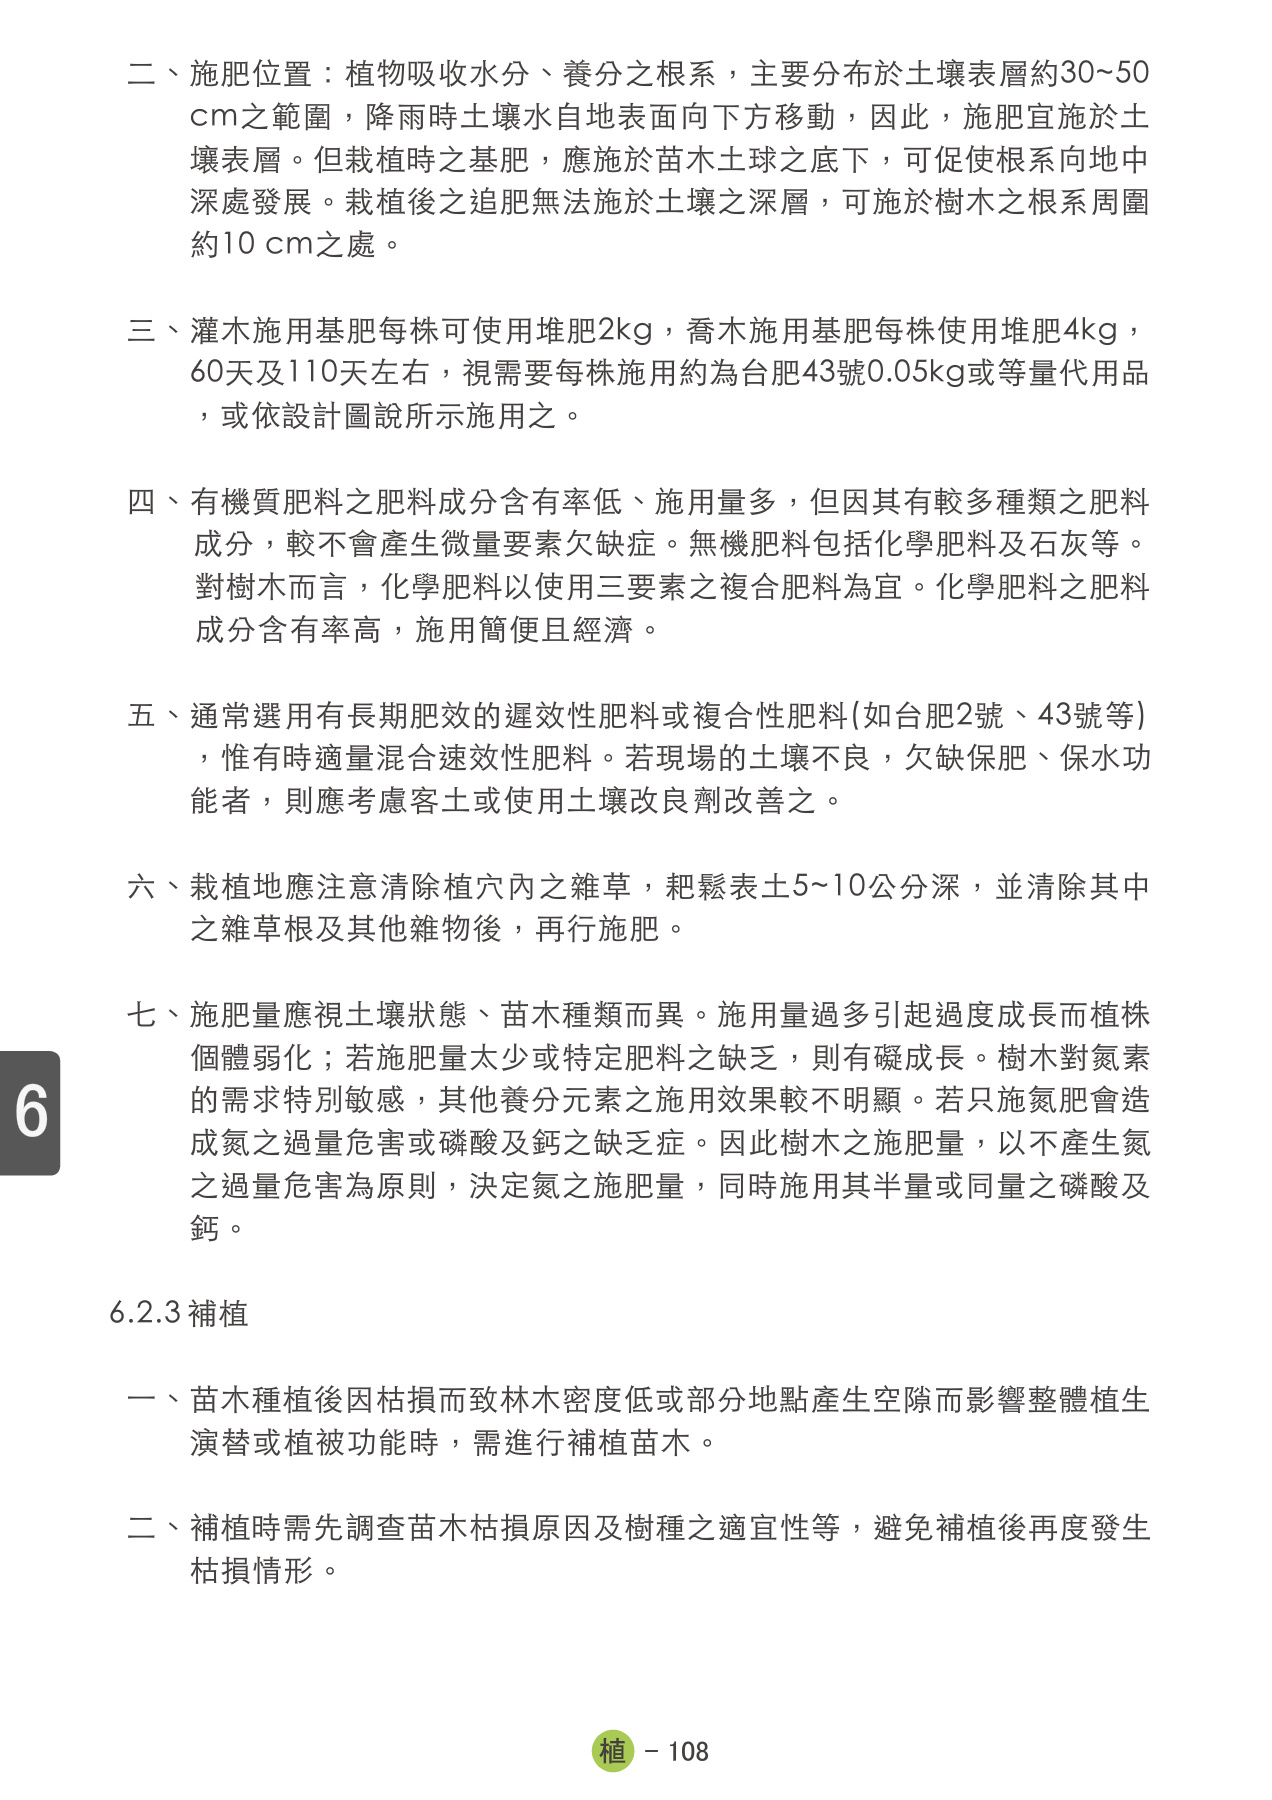 二、施肥位置：植物吸收水分、養分之根系，主要分布於土壤表層約30~50
cm之範圍，降雨時土壤水自地表面向下方移動，因此，施肥宜施於土
壤表層。但栽植時之基肥，應施於苗木土球之底下，可促使根系向地中
深處發展。栽植後之追肥無法施於土壤之深層，可施於樹木之根系周圍
約10 cm之處。
三、灌木施用基肥每株可使用堆肥2kg，喬木施用基肥每株使用堆肥4kg，
60天及110天左右，視需要每株施用約為台肥43號0.05kg或等量代用品
，或依設計圖說所示施用之。
四、有機質肥料之肥料成分含有率低、施用量多，但因其有較多種類之肥料
成分，較不會產生微量要素欠缺症。無機肥料包括化學肥料及石灰等。
對樹木而言，化學肥料以使用三要素之複合肥料為宜。化學肥料之肥料
成分含有率高，施用簡便且經濟。
五、通常選用有長期肥效的遲效性肥料或複合性肥料(如台肥2號、43號等)
，惟有時適量混合速效性肥料。若現場的土壤不良，欠缺保肥、保水功
能者，則應考慮客土或使用土壤改良劑改善之。
六、栽植地應注意清除植穴內之雜草，耙鬆表土5~10公分深，並清除其中
之雜草根及其他雜物後，再行施肥。
七、施肥量應視土壤狀態、苗木種類而異。施用量過多引起過度成長而植株
個體弱化；若施肥量太少或特定肥料之缺乏，則有礙成長。樹木對氮素
的需求特別敏感，其他養分元素之施用效果較不明顯。若只施氮肥會造
成氮之過量危害或磷酸及鈣之缺乏症。因此樹木之施肥量，以不產生氮
之過量危害為原則，決定氮之施肥量，同時施用其半量或同量之磷酸及
鈣。
6
6.2.3 補植
一、苗木種植後因枯損而致林木密度低或部分地點產生空隙而影響整體植生
演替或植被功能時，需進行補植苗木。
二、補植時需先調查苗木枯損原因及樹種之適宜性等，避免補植後再度發生
枯損情形。
植 – 108